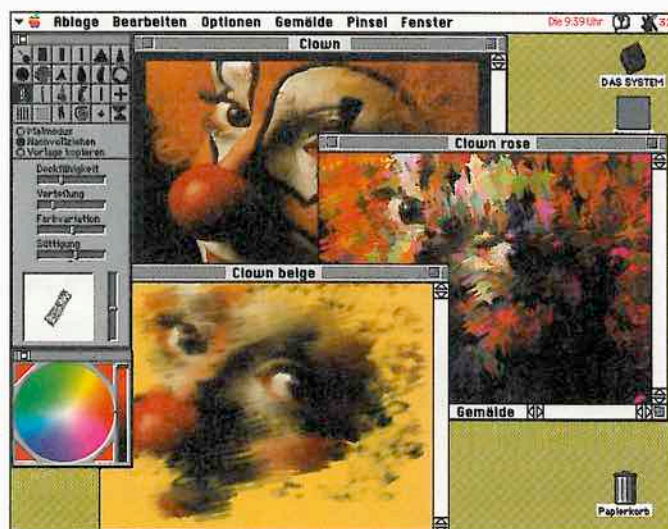 Ablage Bearbeiten Optionen Gemälde Pinsel Fenster Die 9:39 Uhr
Clown
DAS SYSTEM
Malmodus
Nachvollziehen
Vorlage kopieren
Deckfähigkeit
Verteilung
Farbvariation
Sättigung
Clown rose
Clown beige
Gemälde
Papierkorb